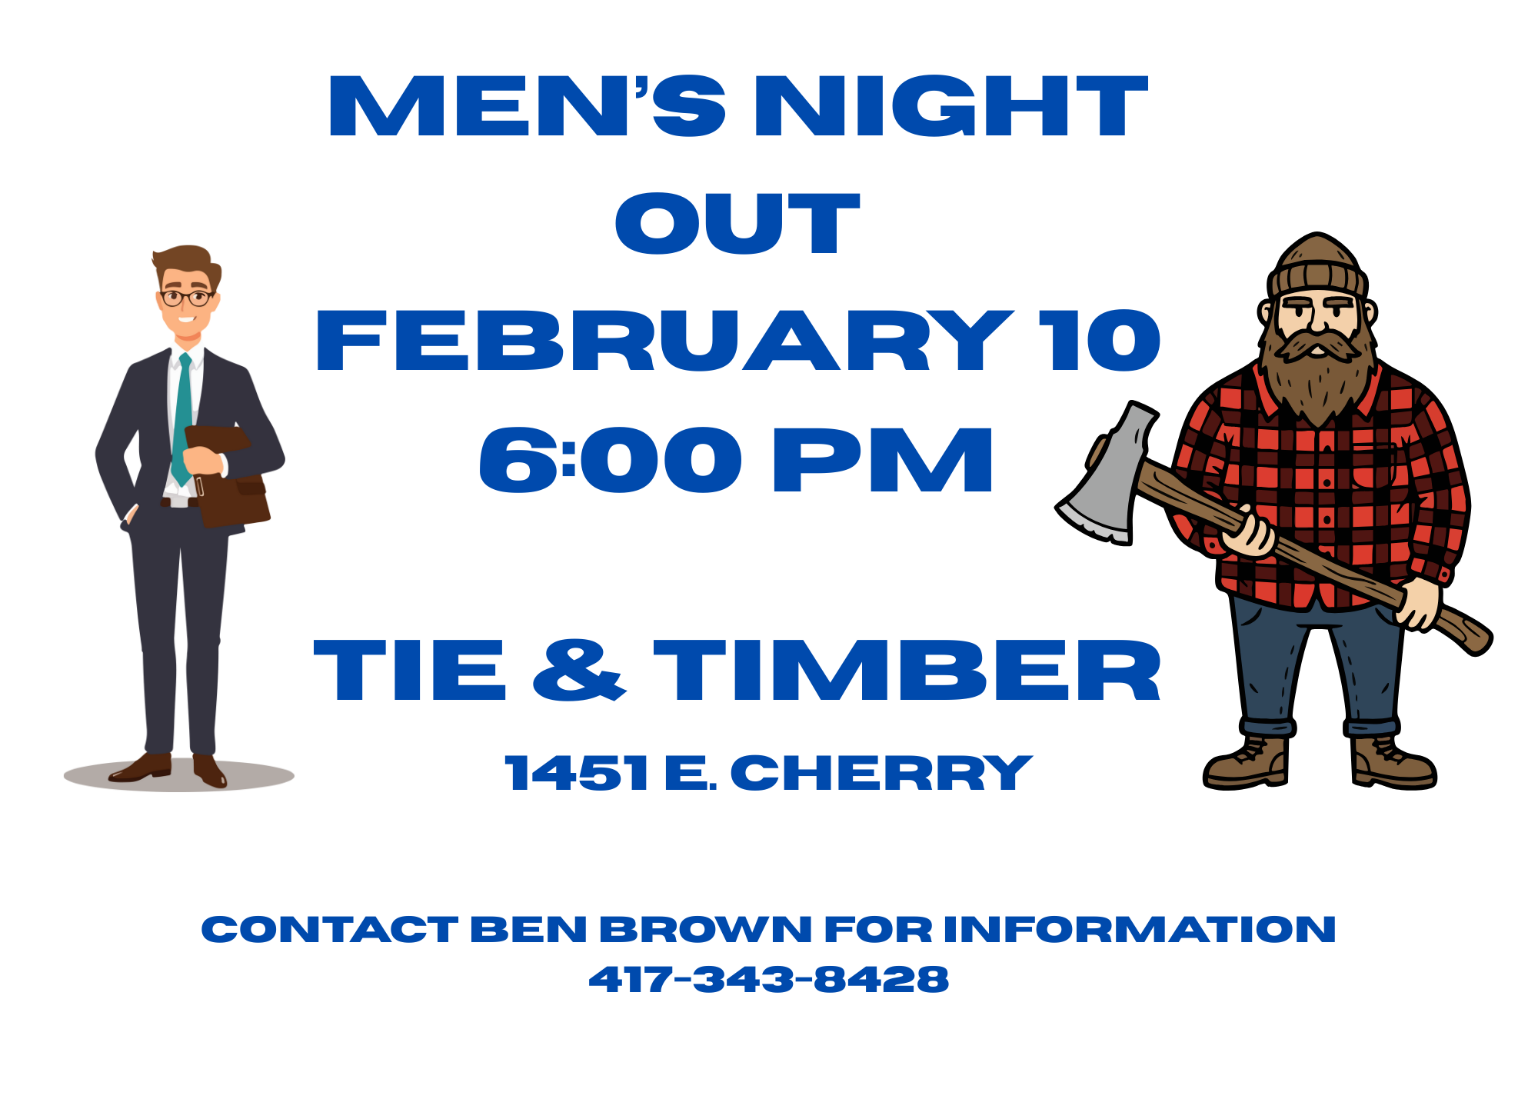 MEN'S NIGHT
OUT
FEBRUARY 10
6:00 PM
TIE & TIMBER
1451 E. CHERRY
CONTACT BEN BROWN FOR INFORMATION
417-343-8428